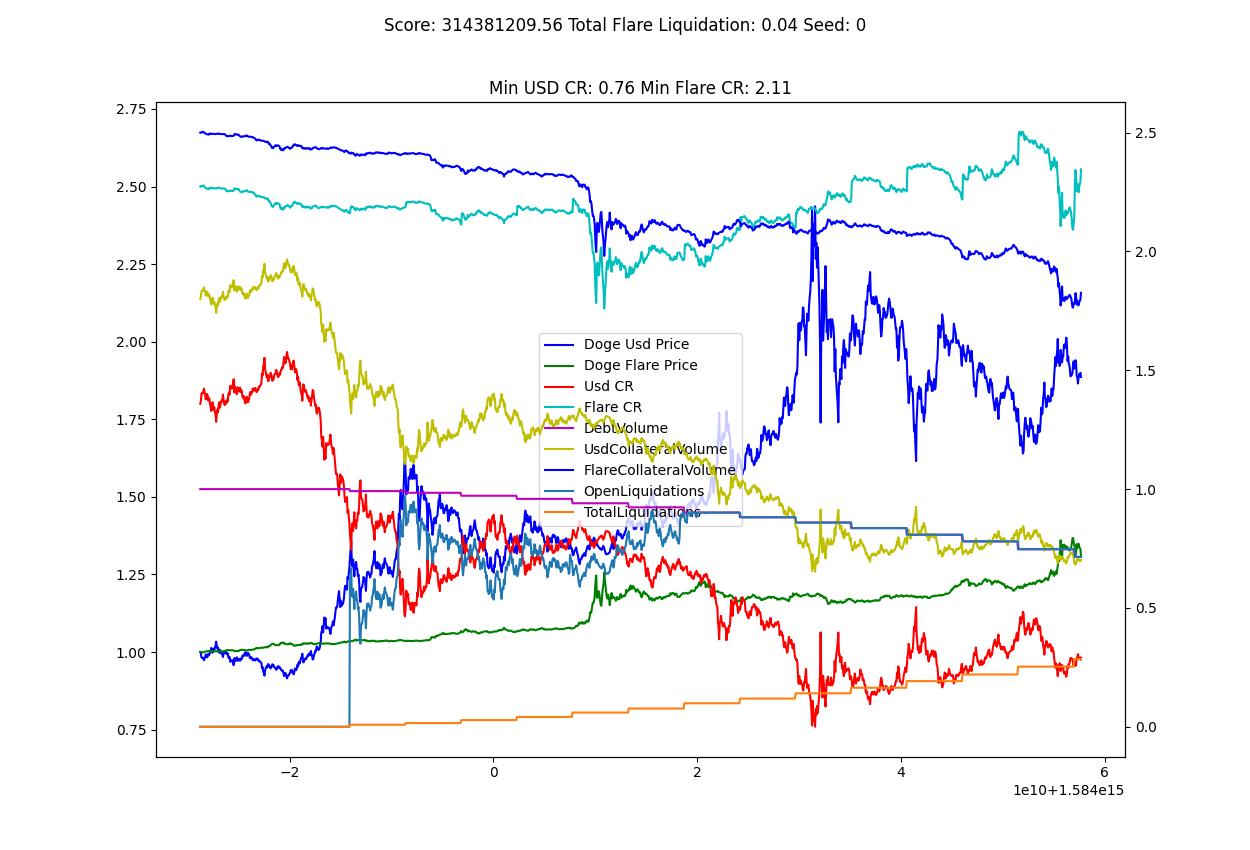 Score: 314381209.56 Total Flare Liquidation: 0.04 Seed: 0
Min USD CR: 0.76 Min Flare CR: 2.11
2.75
2.50
2.25
2.00
1.75
1.50
1.25
1.00
0.75
2.5
2.0
1.5
1.0
0.5
0.0
Doge Usd Price
Doge Flare Price
Usd CR
Flare CR
DebtVolume
UsdCollateralVolume
FlareCollateralVolume
OpenLiquidations
TotalLiquidations
−2 0 2 4 6
1e10+1.584e15